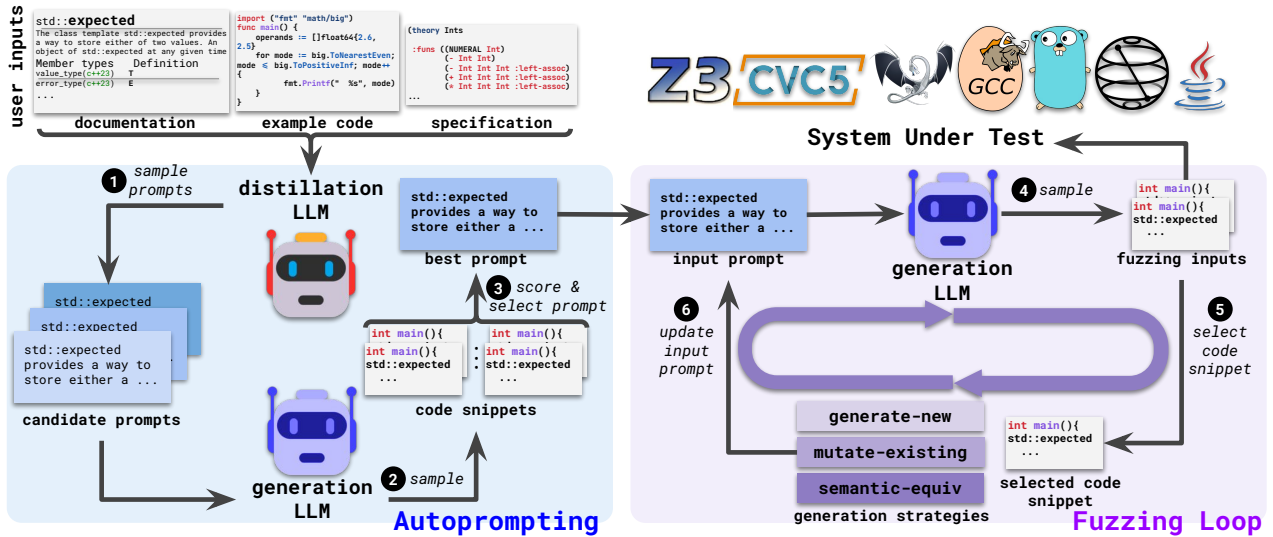 user inputs
std::expected
The class template std::expected provides
a way to store either of two values. An
object of std::expected at any given time
Member types Definition
value_type(c++23) T
error_type(c++23) E
...
documentation
import ("fmt" "math/big")
func main() {
operands := []float64{2.6,
2.5}
for mode := big.ToNearestEven;
mode ⩽ big.ToPositiveInf; mode++
{
fmt.Printf("  %s", mode)
}
}
example code
(theory Ints
:funs ((NUMERAL Int)
(- Int Int)
(- Int Int Int :left-assoc)
(+ Int Int Int :left-assoc)
(* Int Int Int :left-assoc)
...
specification
Z3
CVC5
GCC
System Under Test
1 sample
prompts
distillation
LLM
std::expected
std::expected
std::expected
provides a way to
store either a ...
candidate prompts
generation
LLM
2 sample
int main(){
int main(){
std::expected
...
:
int main(){
int main(){
std::expected
...
code snippets
3 score &
select prompt
std::expected
provides a way to
store either a ...
best prompt
Autoprompting
std::expected
provides a way to
store either a ...
input prompt
generation
LLM
4 sample
int main(){
int main(){
std::expected
...
fuzzing inputs
5
select
code
snippet
int main(){
std::expected
...
selected code
snippet
6
update
input
prompt
generate-new
mutate-existing
semantic-equiv
generation strategies
Fuzzing Loop